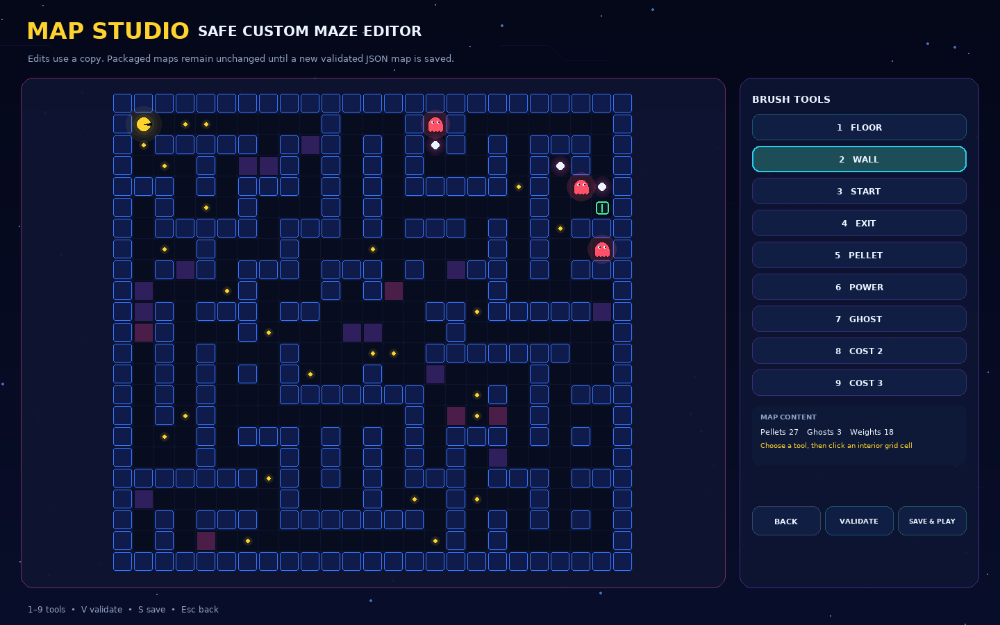 MAP STUDIO SAFE CUSTOM MAZE EDITOR
Edits use a copy. Packaged maps remain unchanged until a new validated JSON map is saved.
BRUSH TOOLS
1 FLOOR
2 WALL
3 START
4 EXIT
5 PELLET
6 POWER
7 GHOST
8 COST 2
9 COST 3
MAP CONTENT
Pellets 27 Ghosts 3 Weights 18
Choose a tool, then click an interior grid cell
BACK VALIDATE SAVE & PLAY
1–9 tools • V validate • S save • Esc back